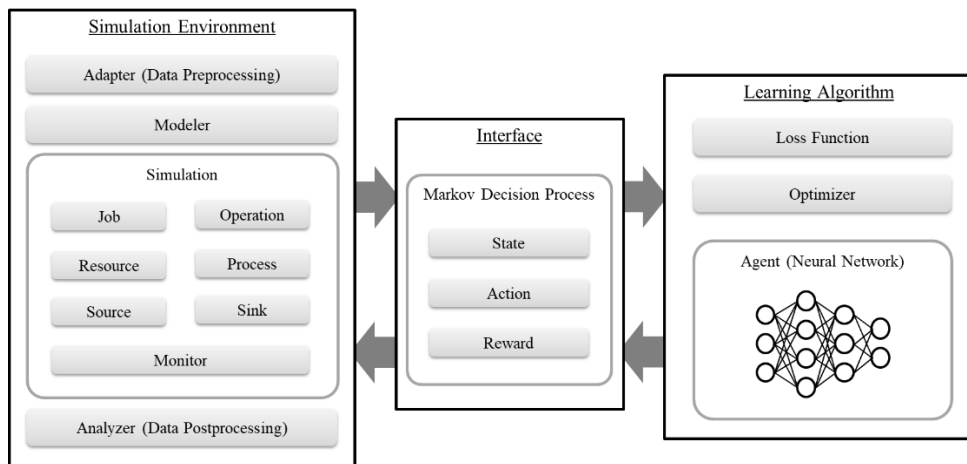 Simulation Environment
Adapter (Data Preprocessing)
Modeler
Simulation
Job
Operation
Resource
Process
Source
Sink
Monitor
Analyzer (Data Postprocessing)
Interface
Markov Decision Process
State
Action
Reward
Learning Algorithm
Loss Function
Optimizer
Agent (Neural Network)